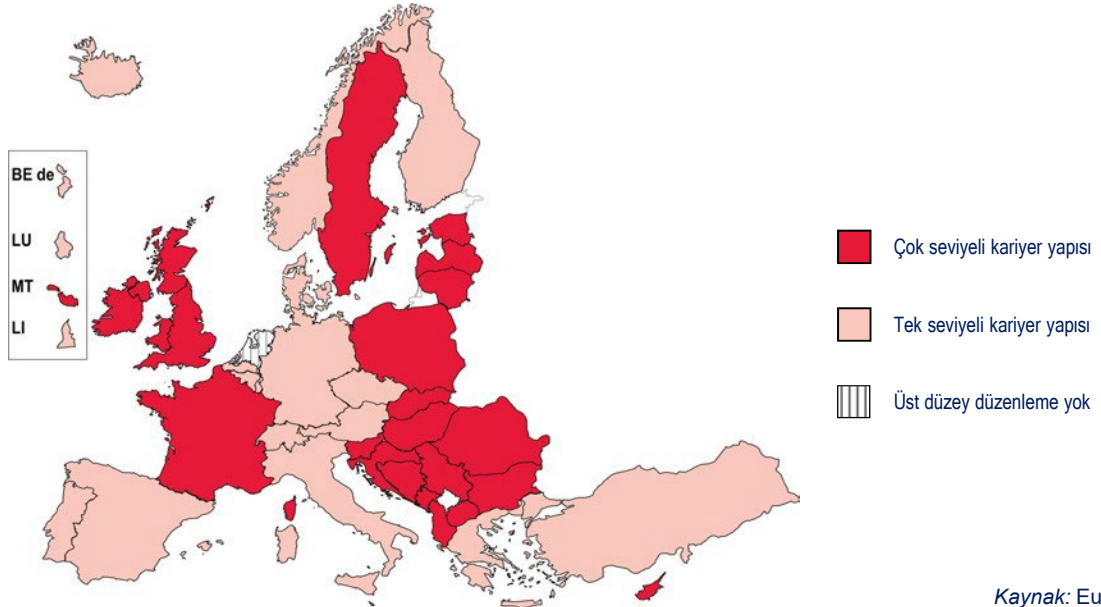 BE de
LU
MT
LI
Çok seviyeli kariyer yapısı
Tek seviyeli kariyer yapısı
Üst düzey düzenleme yok
Kaynak: Eu